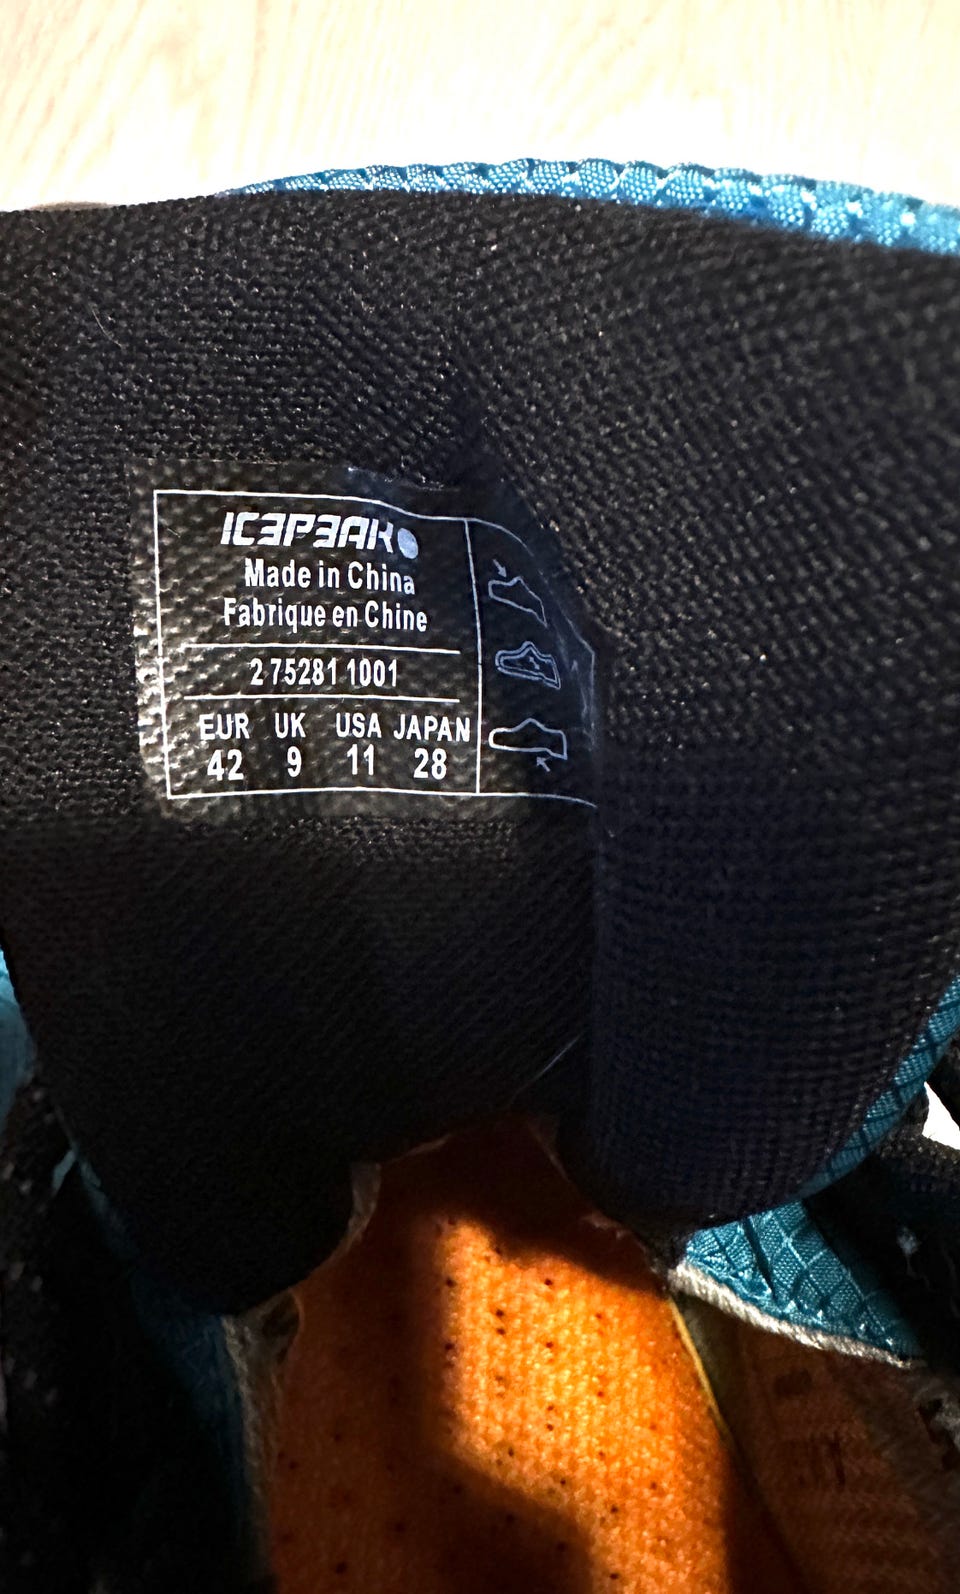 ICEPEAK
Made in China
Fabrique en Chine
2 75281 1001
EUR UK USA JAPAN
42 9 11 28